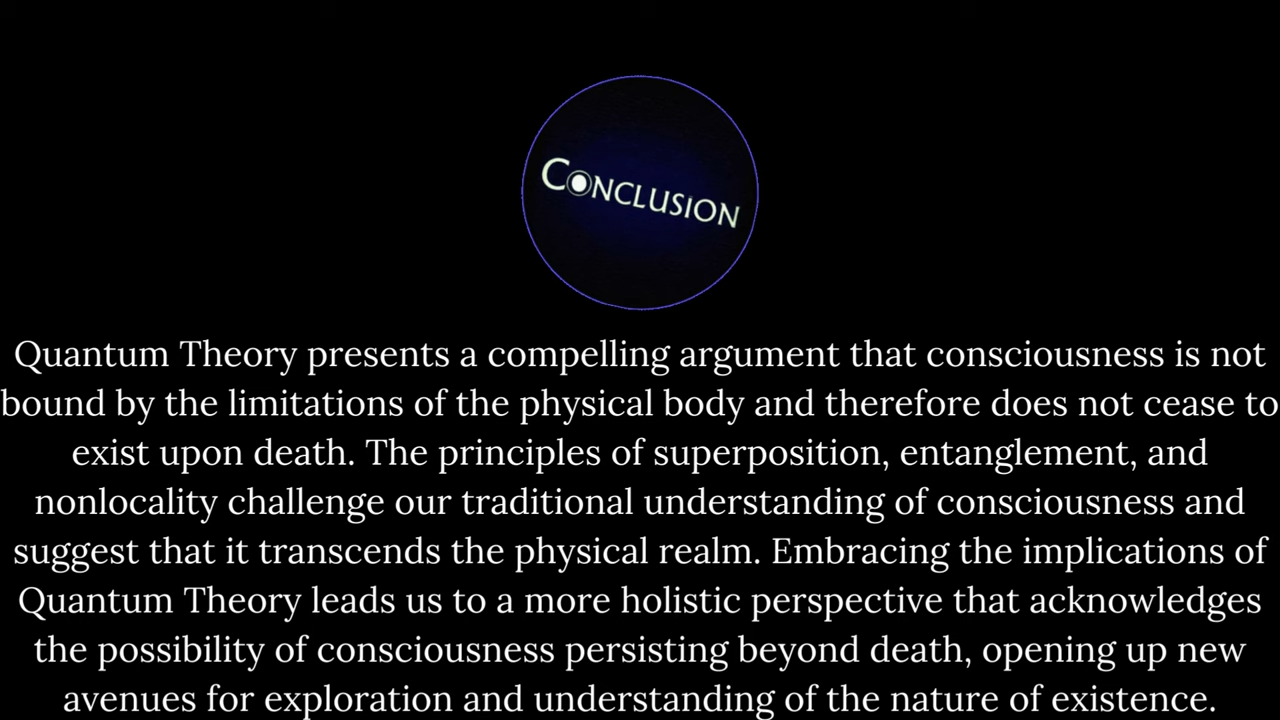 CONCLUSION
Quantum Theory presents a compelling argument that consciousness is not
bound by the limitations of the physical body and therefore does not cease to
exist upon death. The principles of superposition, entanglement, and
nonlocality challenge our traditional understanding of consciousness and
suggest that it transcends the physical realm. Embracing the implications of
Quantum Theory leads us to a more holistic perspective that acknowledges
the possibility of consciousness persisting beyond death, opening up new
avenues for exploration and understanding of the nature of existence.